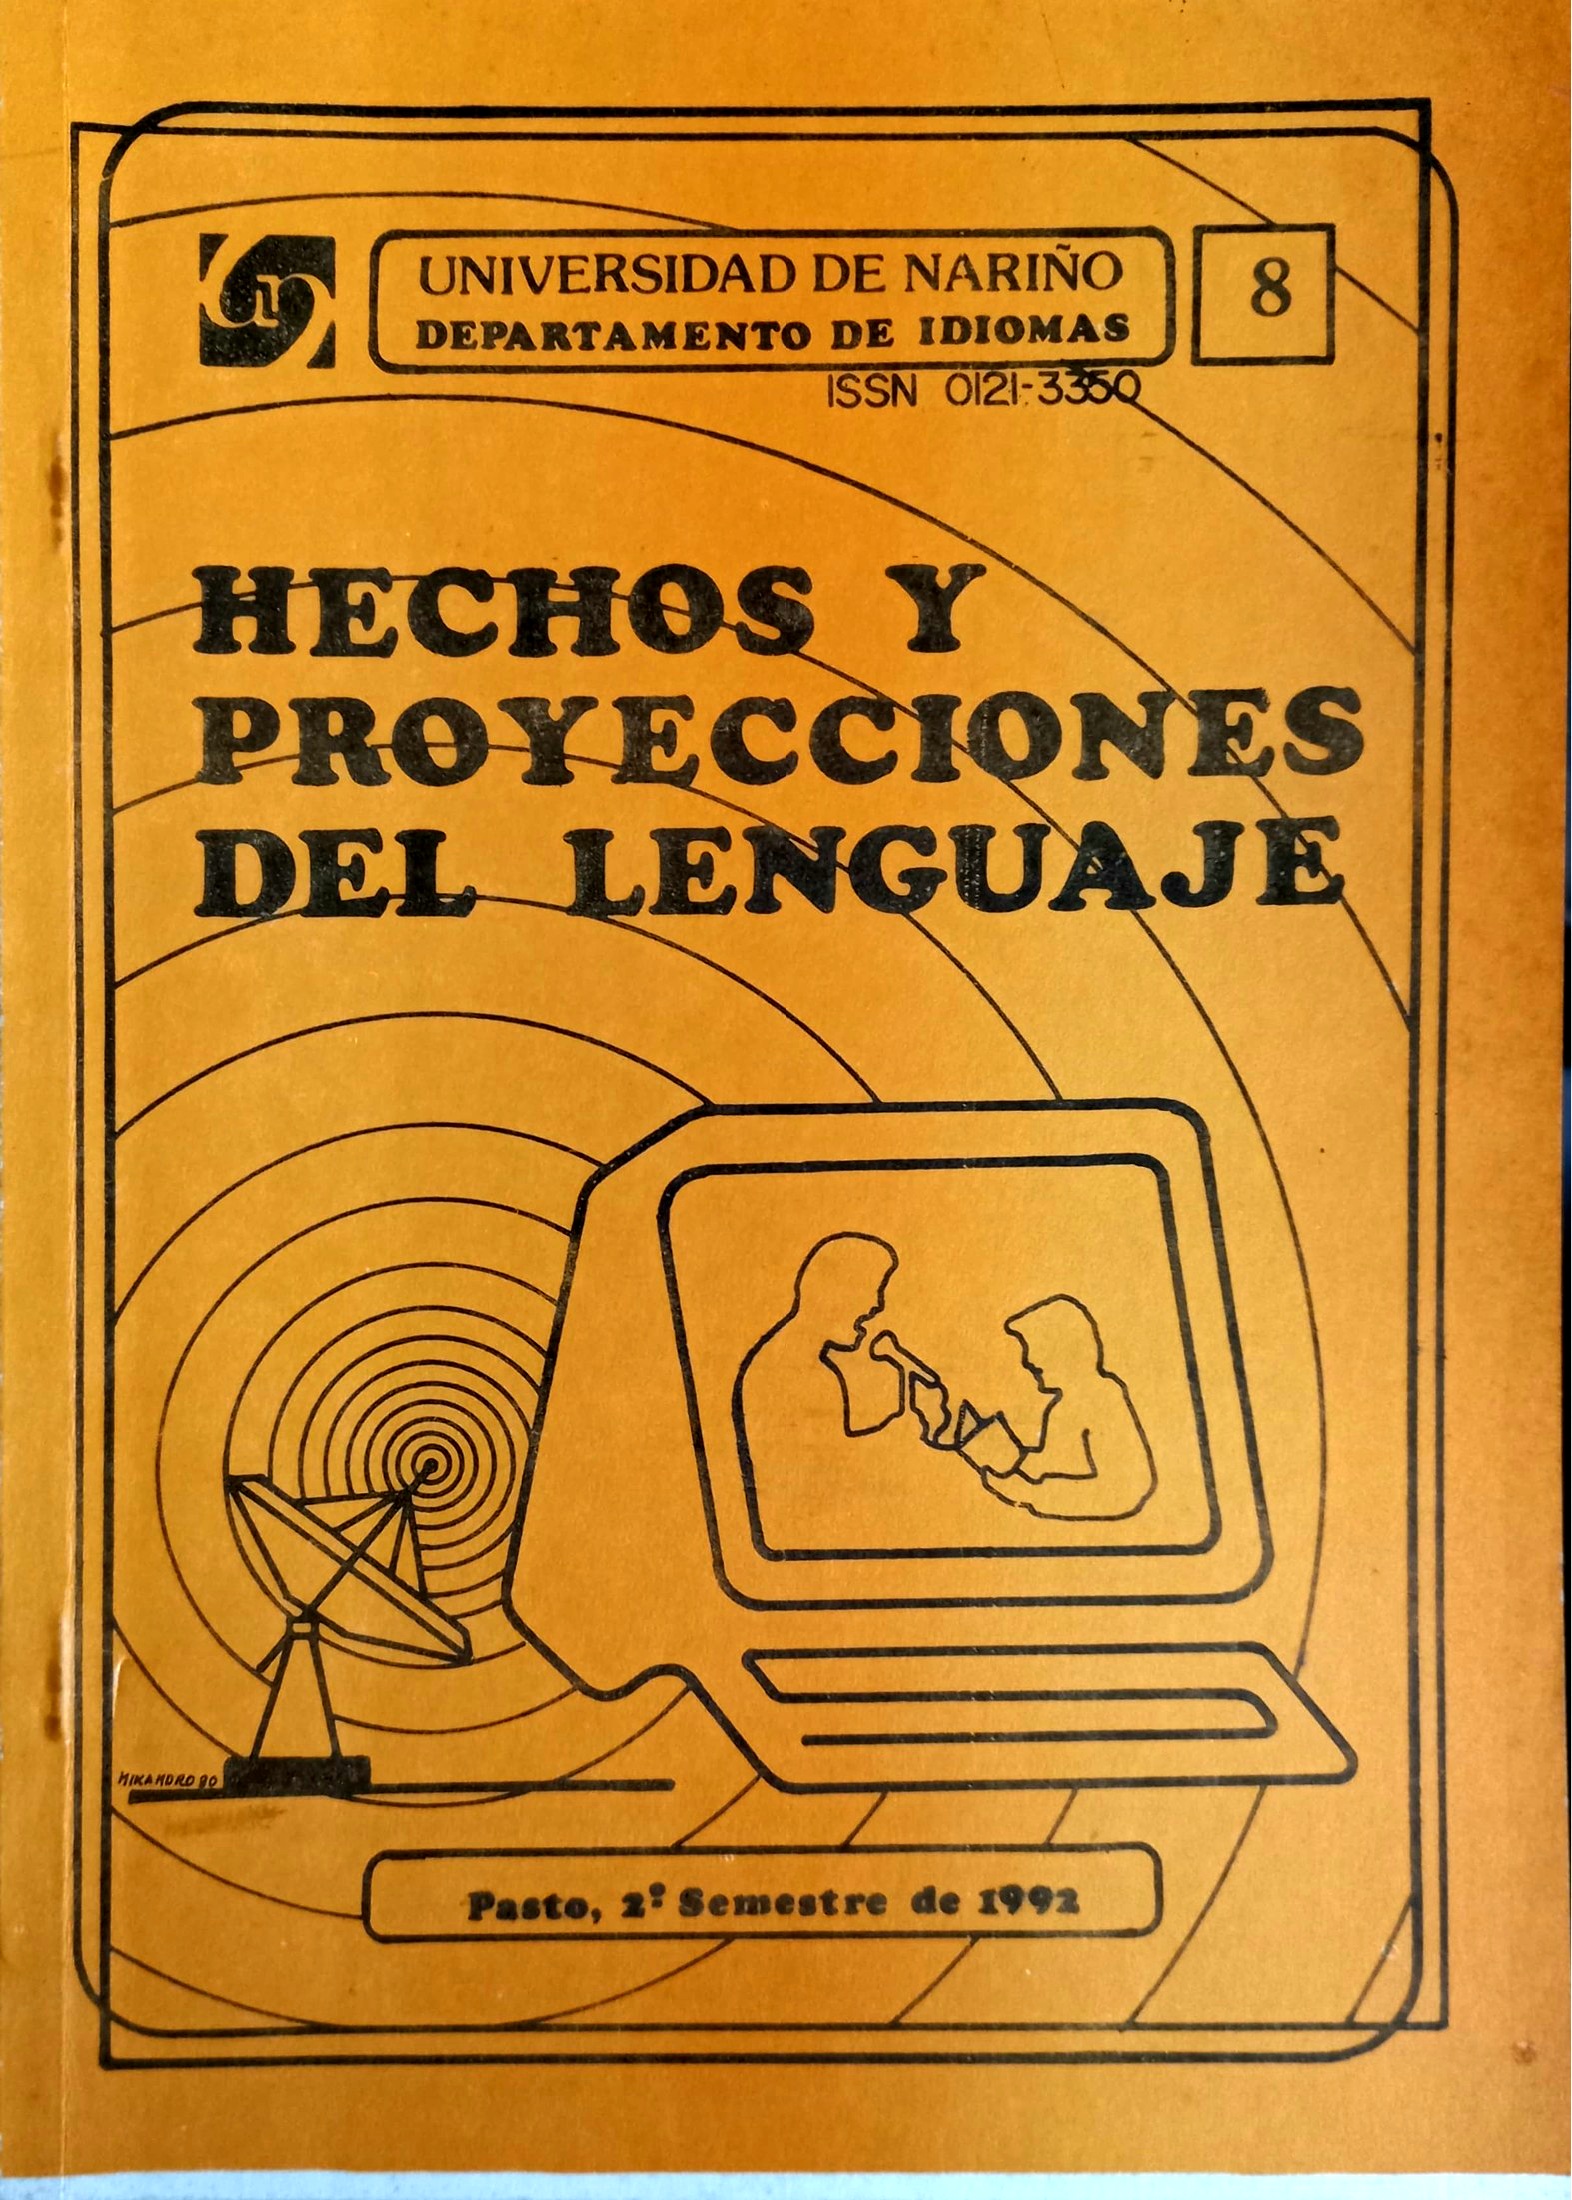 UNIVERSIDAD DE NARIÑO
DEPARTAMENTO DE IDIOMAS
8
ISSN 0121-3350
HECHOS Y
PROYECCIONES
DEL LENGUAJE
Pasto, 2º Semestre de 1992